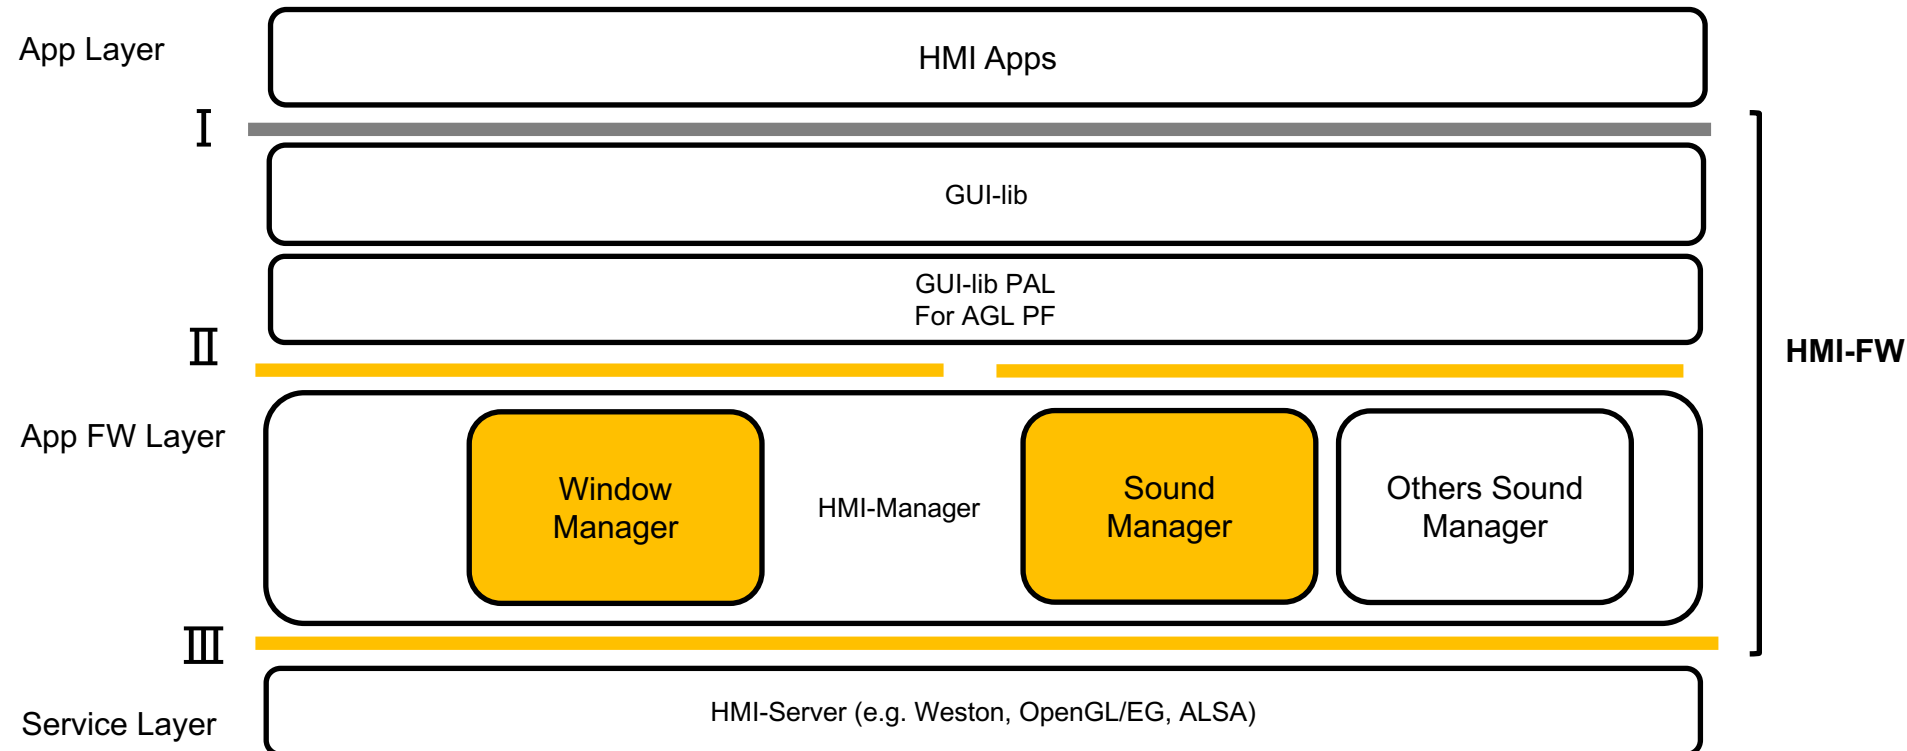 App Layer
HMI Apps
Ⅰ
GUI-lib
GUI-lib PAL
For AGL PF
Ⅱ
HMI-FW
App FW Layer
Window
Manager
HMI-Manager
Sound
Manager
Others Sound
Manager
Ⅲ
Service Layer
HMI-Server (e.g. Weston, OpenGL/EG, ALSA)